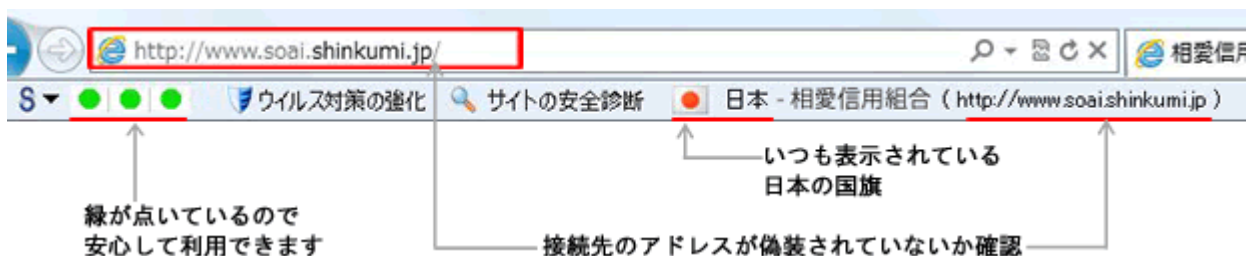 http://www.soai.shinkumi.jp/
相愛信用
S ウイルス対策の強化 サイトの安全診断 日本 - 相愛信用組合 ( http://www.soai.shinkumi.jp )
いつも表示されている
日本の国旗
緑が点いているので
安心して利用できます
接続先のアドレスが偽装されていないか確認